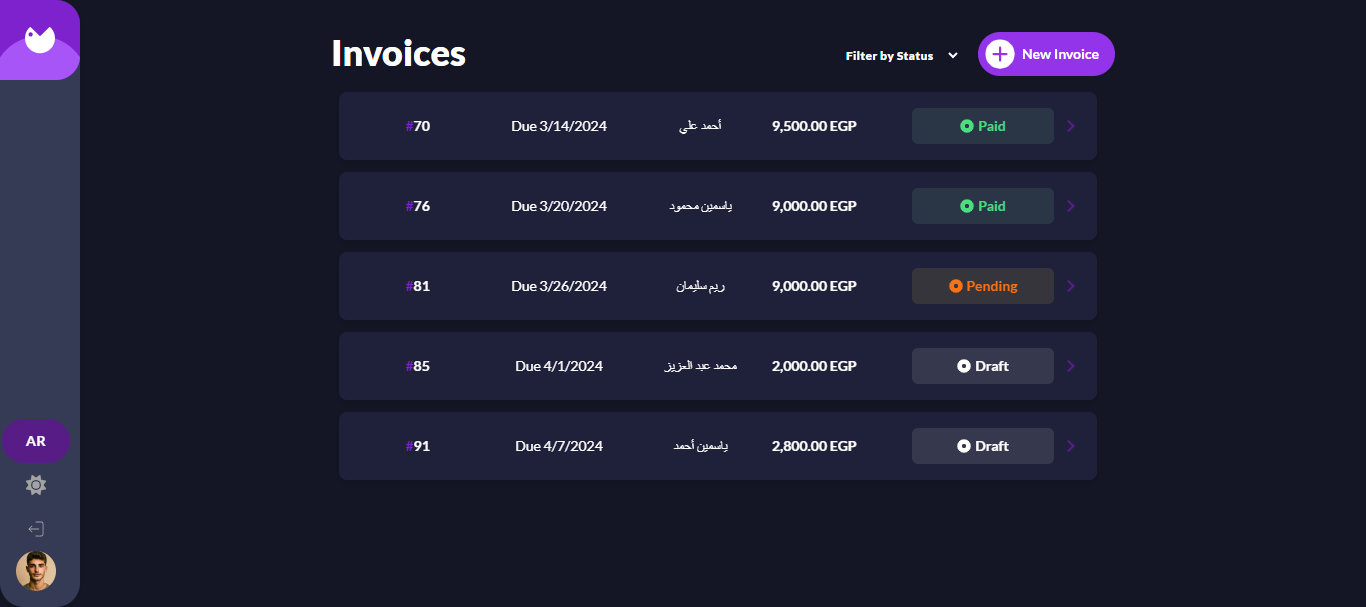 Invoices
Filter by Status
New Invoice
#70 Due 3/14/2024 أحمد علي 9,500.00 EGP Paid
#76 Due 3/20/2024 ياسمين محمود 9,000.00 EGP Paid
#81 Due 3/26/2024 ريم سليمان 9,000.00 EGP Pending
#85 Due 4/1/2024 محمد عبد العزيز 2,000.00 EGP Draft
#91 Due 4/7/2024 ياسمين أحمد 2,800.00 EGP Draft
AR